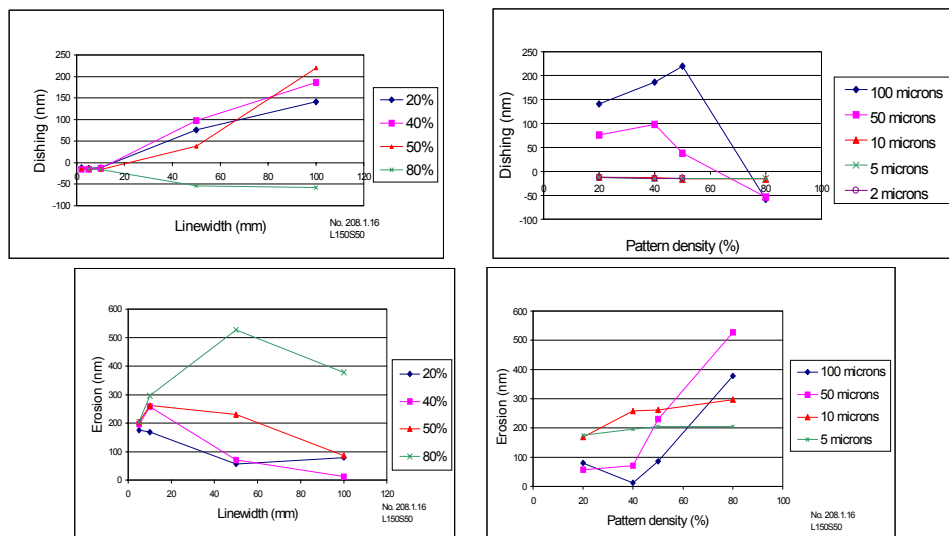 250
200
150
100
50
0
-50
-100
0 20 40 60 80 100 120
Dishing (nm)
Linewidth (mm)
20%
40%
50%
80%
No. 208.1.16
L150S50
250
200
150
100
50
0
-50
-100
0 20 40 60 80 100
Dishing (nm)
Pattern density (%)
100 microns
50 microns
10 microns
5 microns
2 microns
No. 208.1.16
L150S50
600
500
400
300
200
100
0
0 20 40 60 80 100 120
Erosion (nm)
Linewidth (mm)
20%
40%
50%
80%
No. 208.1.16
L150S50
600
500
400
300
200
100
0
0 20 40 60 80 100
Erosion (nm)
Pattern density (%)
100 microns
50 microns
10 microns
5 microns
No. 208.1.16
L150S50